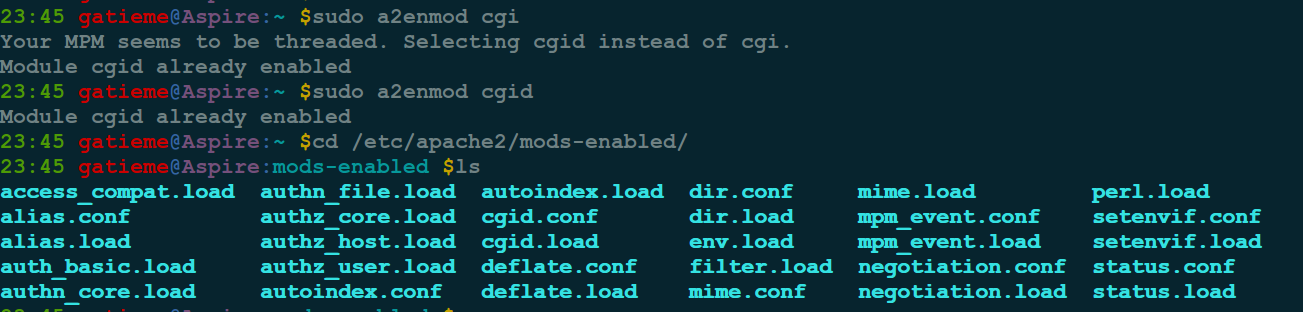 23:45 gatieme@Aspire:~ $sudo a2enmod cgi
Your MPM seems to be threaded. Selecting cgid instead of cgi.
Module cgid already enabled
23:45 gatieme@Aspire:~ $sudo a2enmod cgid
Module cgid already enabled
23:45 gatieme@Aspire:~ $cd /etc/apache2/mods-enabled/
23:45 gatieme@Aspire:mods-enabled $ls
access_compat.load  authn_file.load  autoindex.load  dir.conf  mime.load  perl.load
alias.conf  authz_core.load  cgid.conf  dir.load  mpm_event.conf  setenvif.conf
alias.load  authz_host.load  cgid.load  env.load  mpm_event.load  setenvif.load
auth_basic.load  authz_user.load  deflate.conf  filter.load  negotiation.conf  status.conf
authn_core.load  autoindex.conf  deflate.load  mime.conf  negotiation.load  status.load